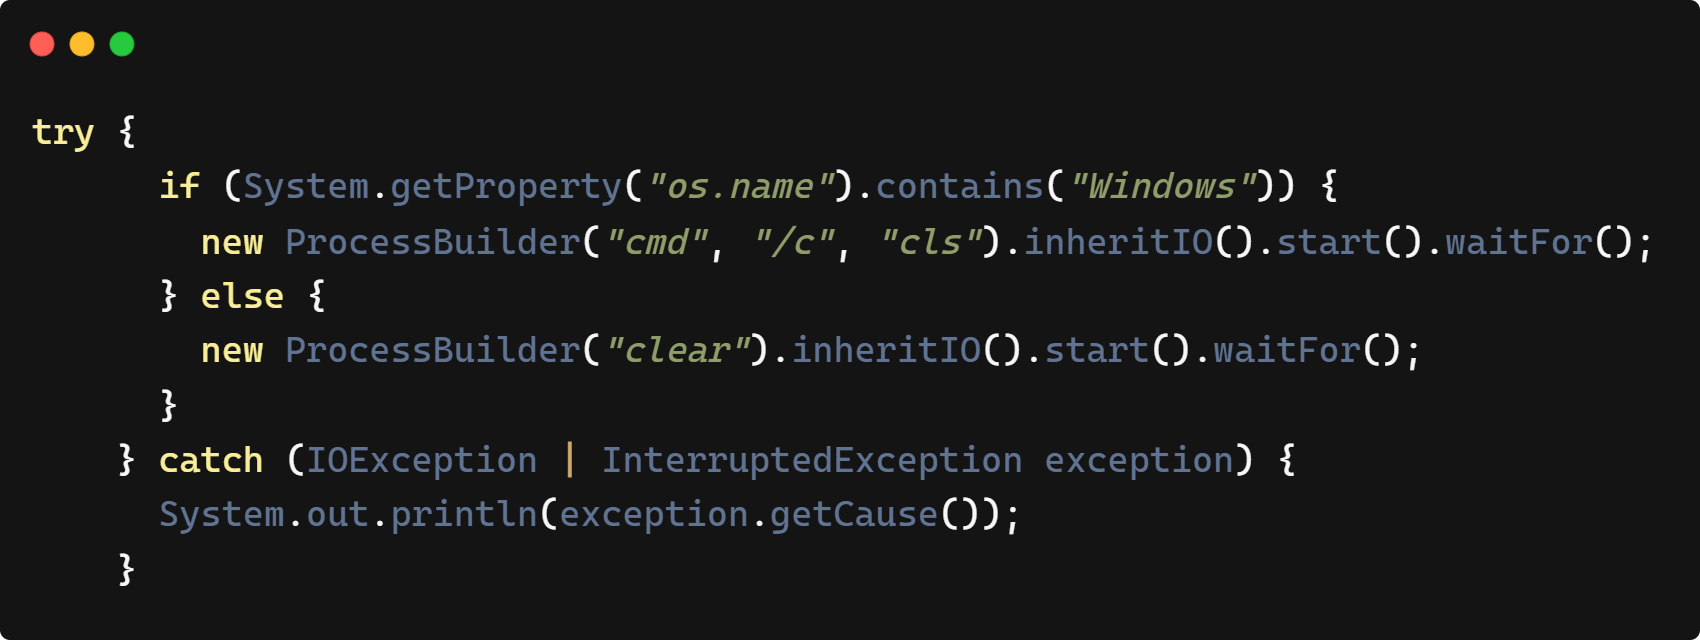 try {
      if (System.getProperty("os.name").contains("Windows")) {
        new ProcessBuilder("cmd", "/c", "cls").inheritIO().start().waitFor();
      } else {
        new ProcessBuilder("clear").inheritIO().start().waitFor();
      }
    } catch (IOException | InterruptedException exception) {
      System.out.println(exception.getCause());
    }